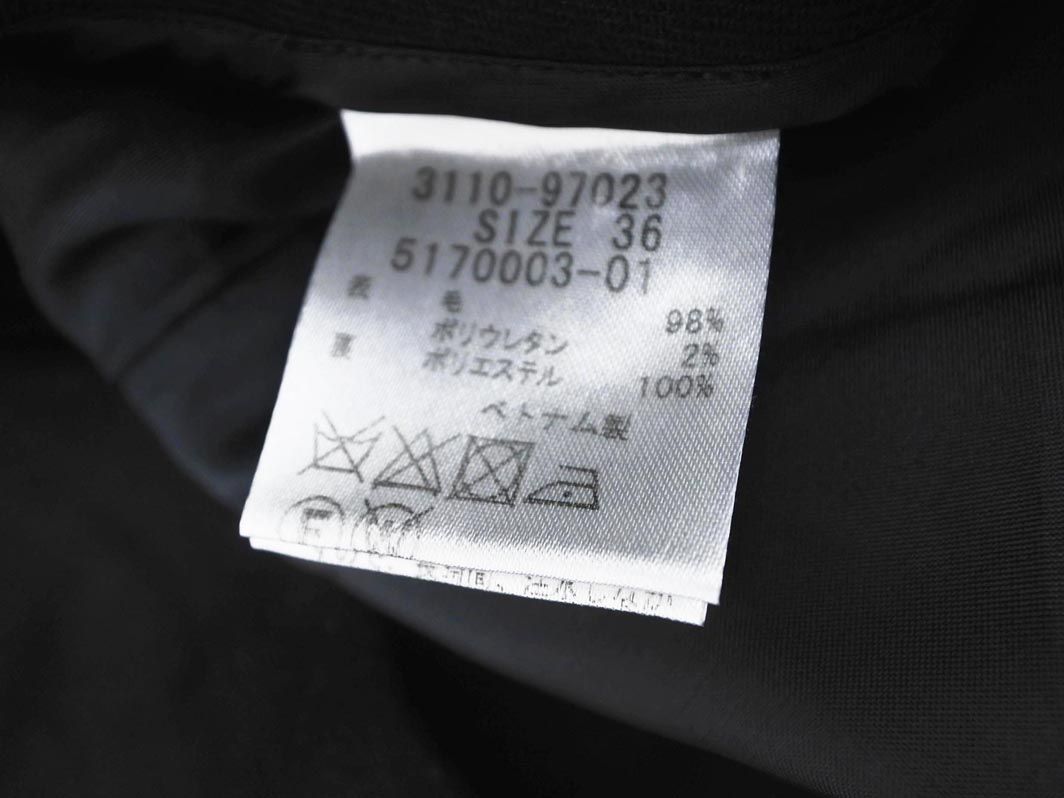 3110-97023
SIZE 36
5170003-01
表 毛 98%
ポリウレタン 2%
裏 ポリエステル 100%
ベトナム製
F